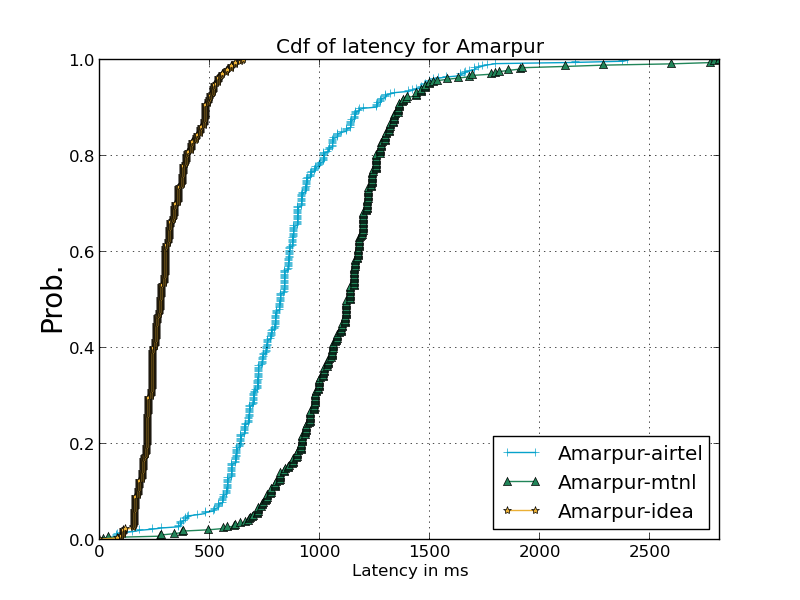 Cdf of latency for Amarpur
1.0
0.8
0.6
0.4
0.2
0.0
Prob.
0 500 1000 1500 2000 2500
Latency in ms
Amarpur-airtel
Amarpur-mtnl
Amarpur-idea